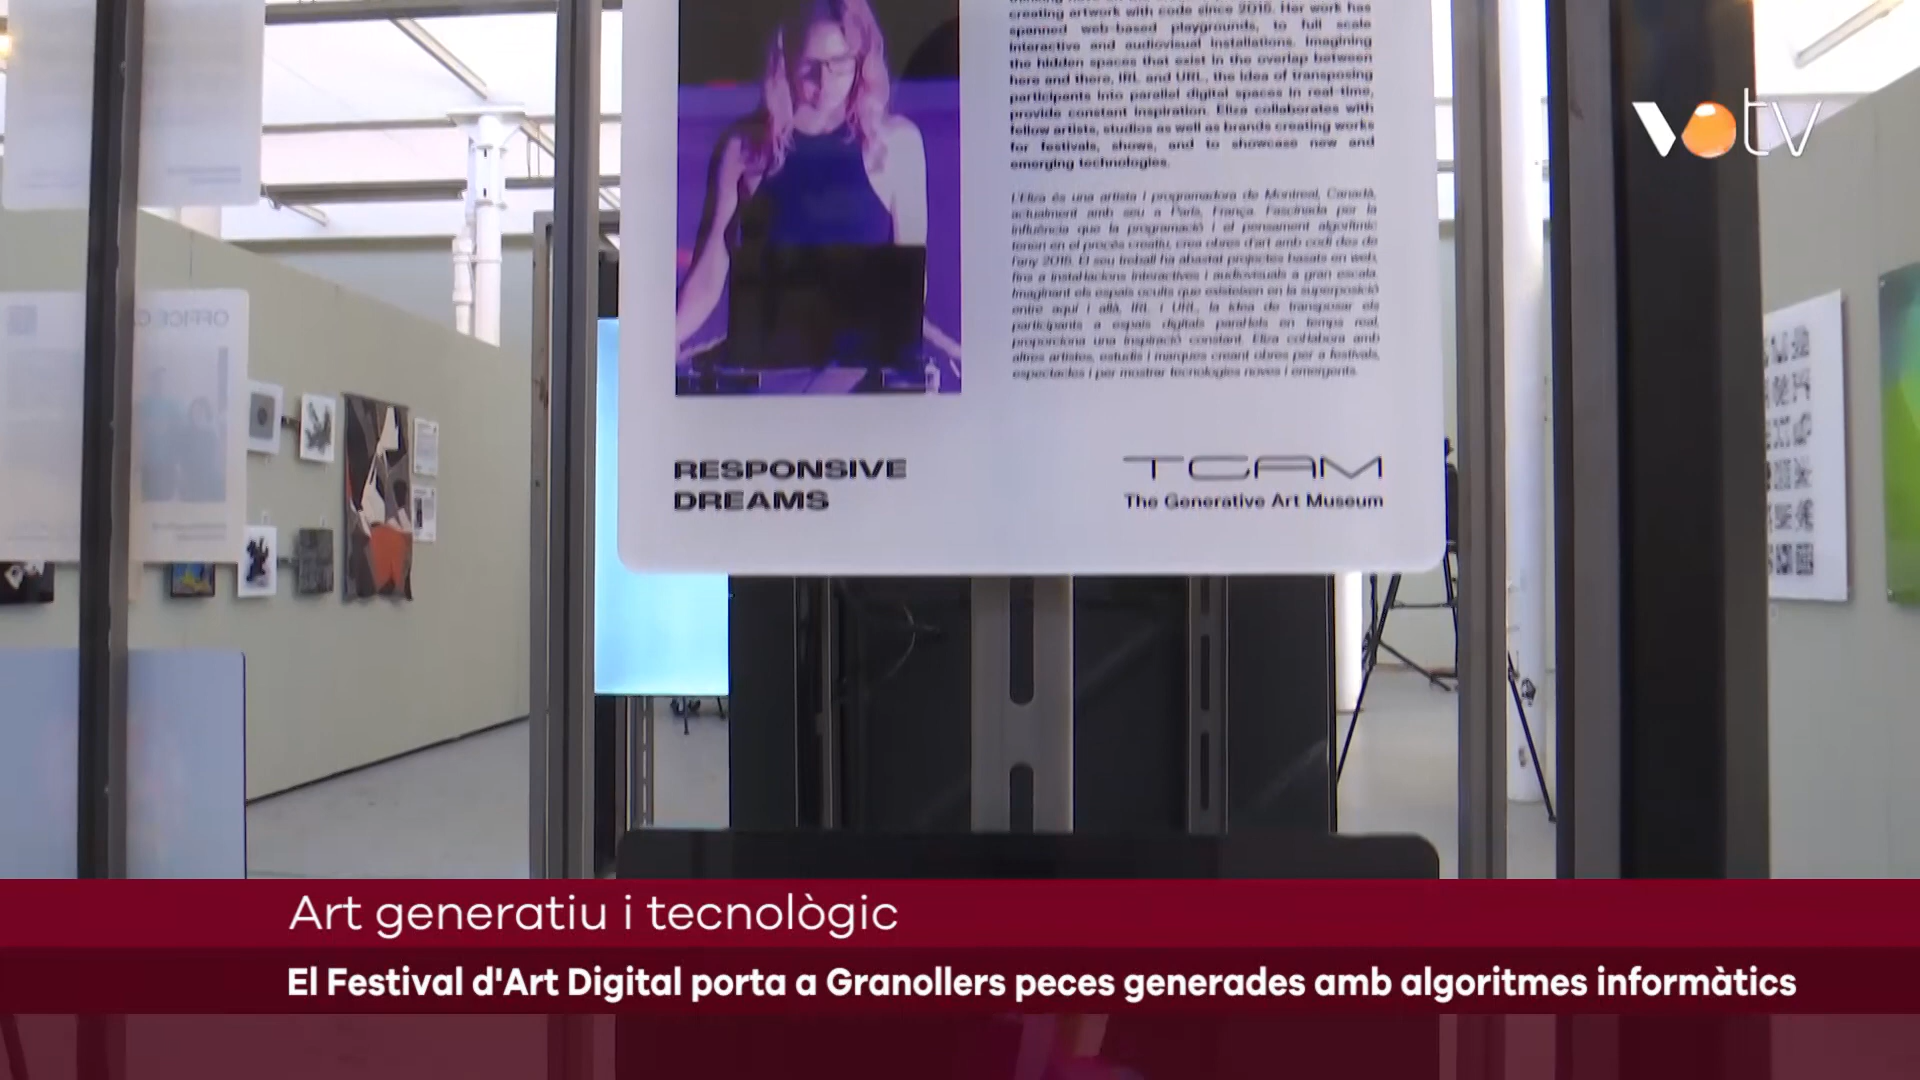 creating artwork with code since 2015. Her work has
spanned web-based playgrounds, to full scale
interactive and audiovisual installations. Imagining
the hidden spaces that exist in the overlap between
here and there, IRL and URL, the idea of transposing
participants into parallel digital spaces in real-time,
provide constant inspiration. Eliza collaborates with
fellow artists, studios as well as brands creating works
for festivals, shows, and to showcase new and
emerging technologies.
L'Eliza és una artista i programadora de Montreal, Canadà,
actualment amb seu a París, França. Fascinada per la
influència que la programació i el pensament algorítmic
tenen en el procés creatiu, crea obres d'art amb codi des de
l'any 2015. El seu treball ha abastat projectes basats en web,
fins a instal·lacions interactives i audiovisuals a gran escala.
Imaginant els espais ocults que existeixen en la superposició
entre aquí i allà, IRL i URL, la idea de transposar els
participants a espais digitals paral·lels en temps real,
proporciona una inspiració constant. Eliza col·labora amb
altres artistes, estudis i marques creant obres per a festivals,
espectacles i per mostrar tecnologies noves i emergents.
RESPONSIVE
DREAMS
TGAM
The Generative Art Museum
votv
OFFICE
Art generatiu i tecnològic
El Festival d'Art Digital porta a Granollers peces generades amb algoritmes informàtics